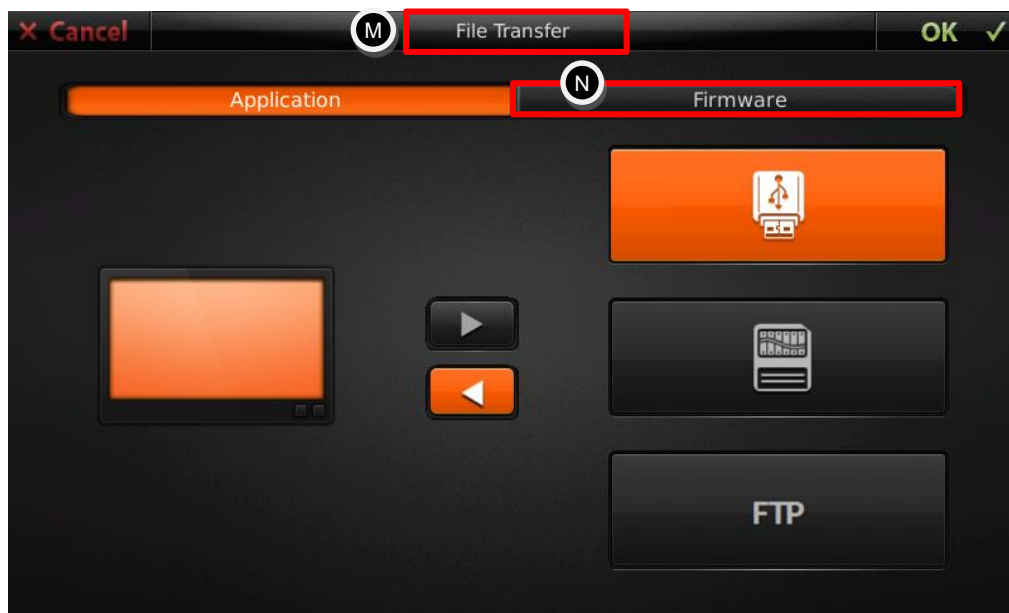 × Cancel
M
File Transfer
OK ✓
Application
N
Firmware
FTP